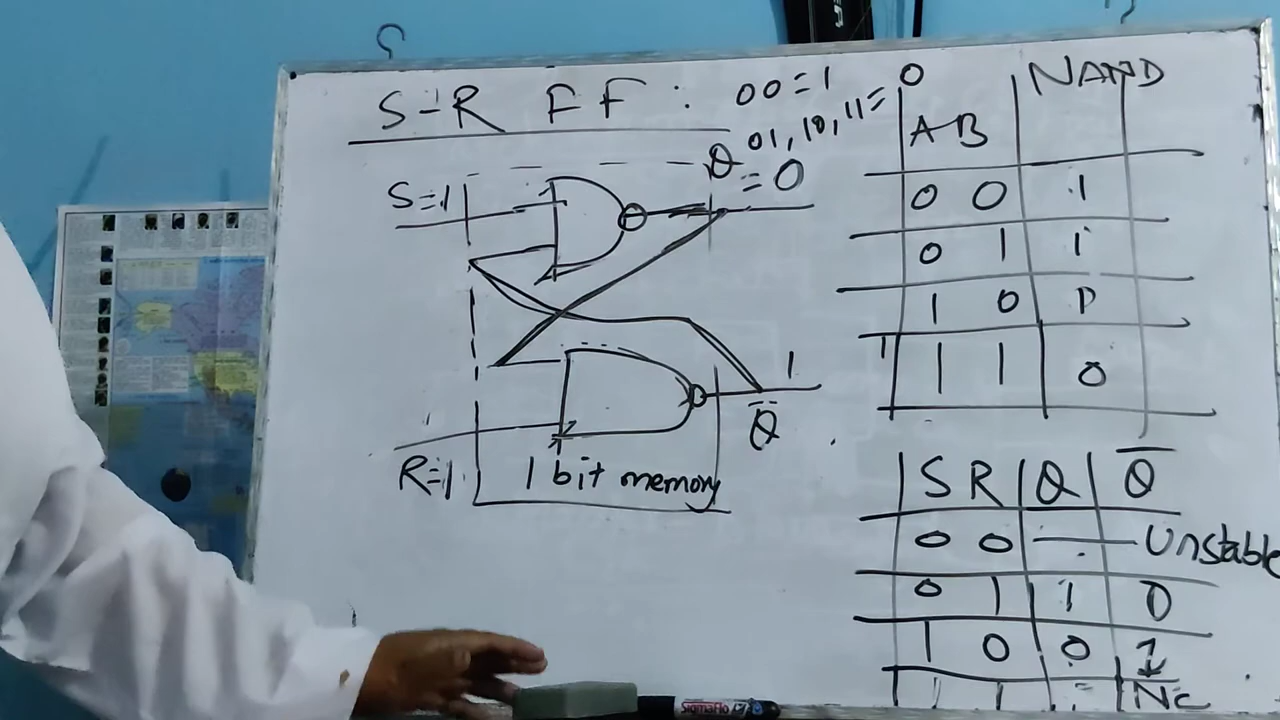 S-R FF : 00=1
01, 10, 11= 0
Q
= 0
S=1
1
Q̅
R=1
1 bit memory
A B NAND
0 0 1
0 1 1
1 0
1 1 0
S R Q Q̅
0 0 — Unstable
0 1 1 0
1 0 0 1
1 1 Nc
SigmaFlo